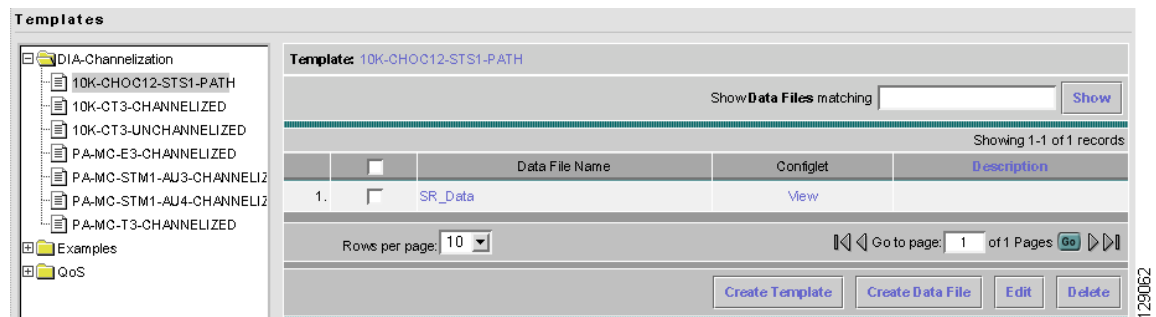 Templates
DIA-Channelization
10K-CHOC12-STS1-PATH
10K-CT3-CHANNELIZED
10K-CT3-UNCHANNELIZED
PA-MC-E3-CHANNELIZED
PA-MC-STM1-AU3-CHANNELIZ
PA-MC-STM1-AU4-CHANNELIZ
PA-MC-T3-CHANNELIZED
Examples
QoS
Template: 10K-CHOC12-STS1-PATH
Show Data Files matching Show
Showing 1-1 of 1 records
Data File Name Configlet Description
1. SR_Data View
Rows per page: 10 Go to page: 1 of 1 Pages Go
Create Template Create Data File Edit Delete
129062